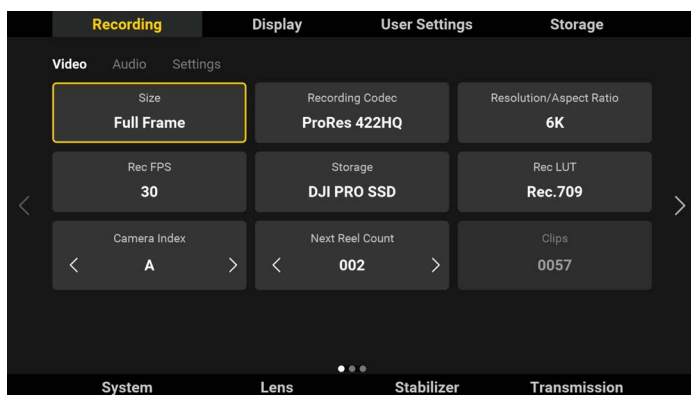 Recording Display User Settings Storage
Video Audio Settings
Size Recording Codec Resolution/Aspect Ratio
Full Frame ProRes 422HQ 6K
Rec FPS Storage Rec LUT
30 DJI PRO SSD Rec.709
Camera Index Next Reel Count Clips
A 002 0057
System Lens Stabilizer Transmission